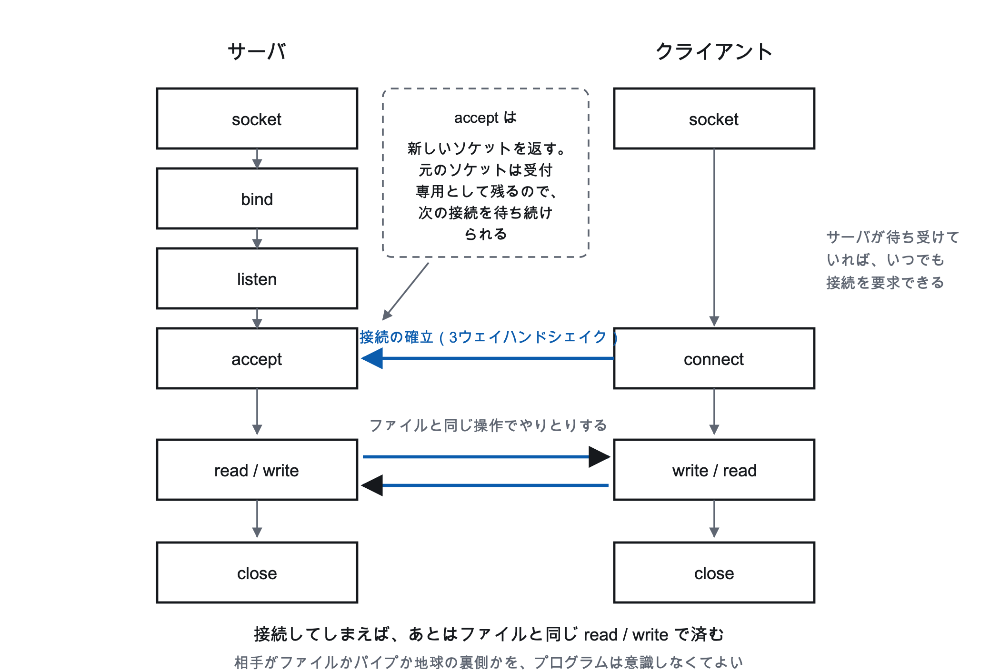 サーバ
クライアント
socket
bind
listen
accept
read / write
close
accept は
新しいソケットを返す。
元のソケットは受付
専用として残るので、
次の接続を待ち続け
られる
接続の確立(3ウェイハンドシェイク)
ファイルと同じ操作でやりとりする
socket
サーバが待ち受けて
いれば、いつでも
接続を要求できる
connect
write / read
close
接続してしまえば、あとはファイルと同じ read / write で済む
相手がファイルかパイプか地球の裏側かを、プログラムは意識しなくてよい